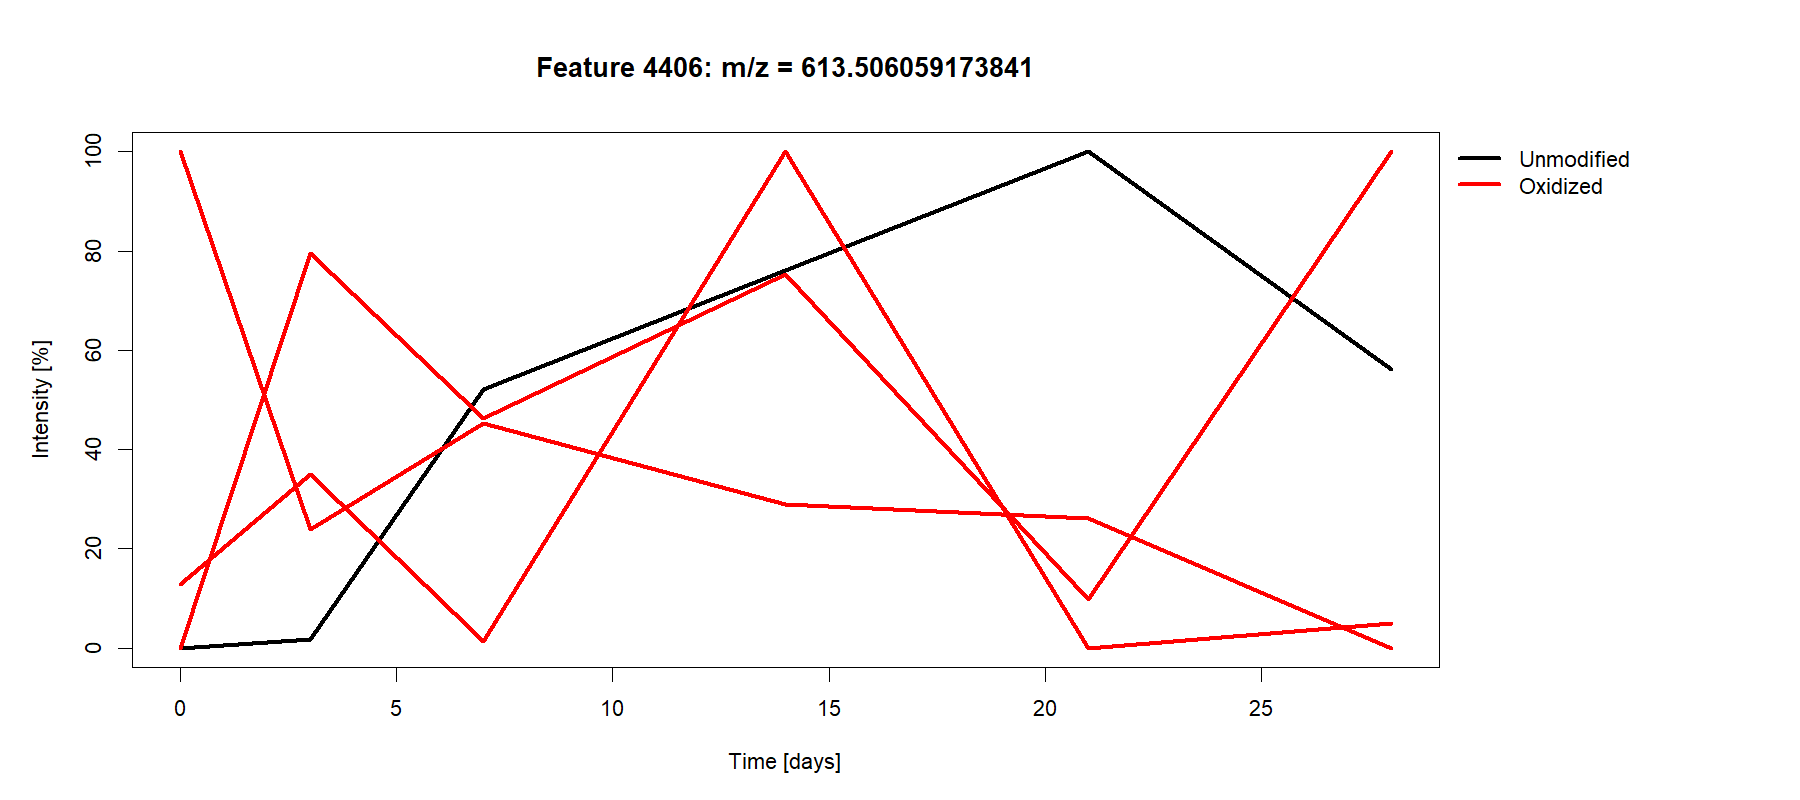 Feature 4406: m/z = 613.506059173841
Unmodified
Oxidized
100
80
60
40
20
0
Intensity [%]
0 5 10 15 20 25
Time [days]